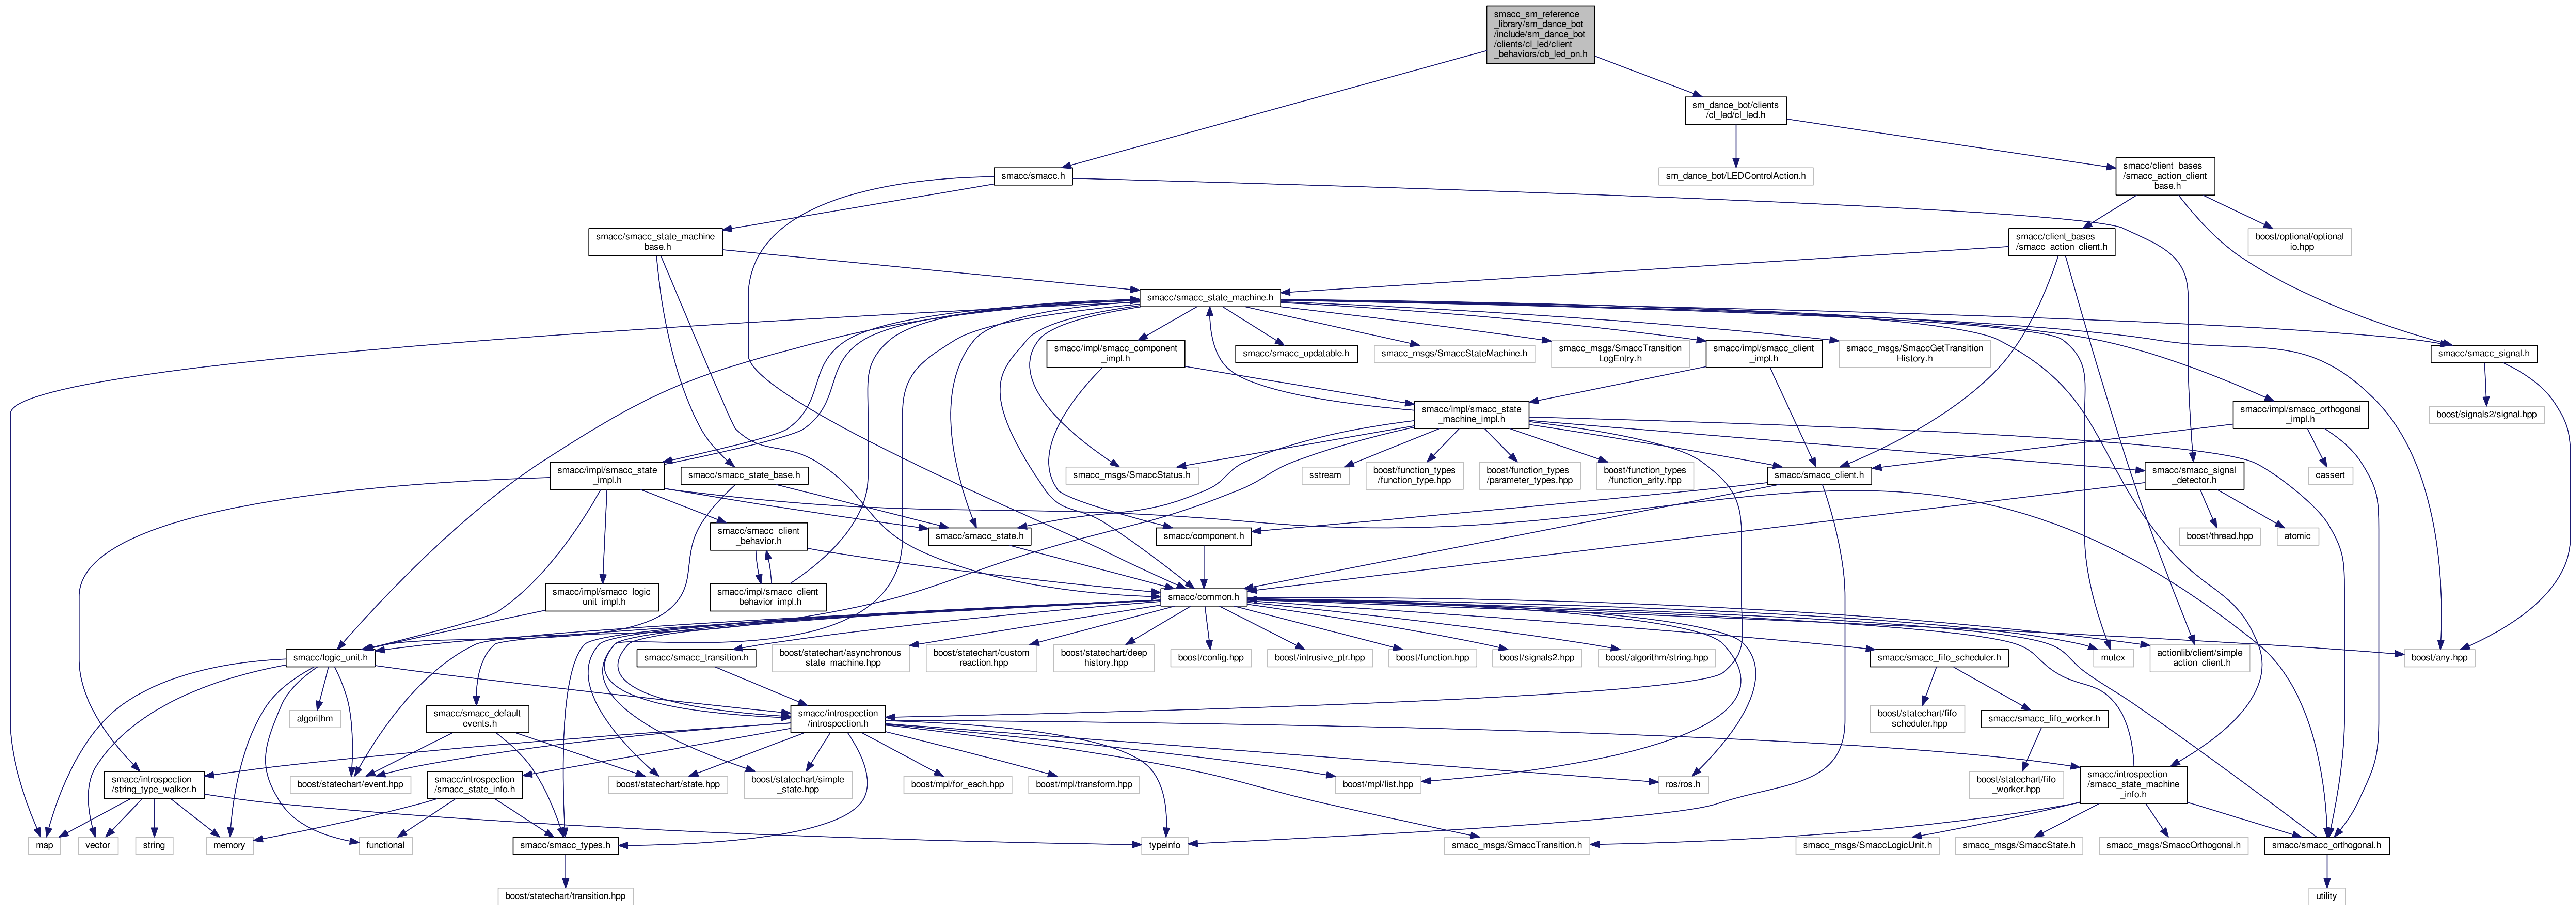 smacc_sm_reference
_library/sm_dance_bot
/include/sm_dance_bot
/clients/cl_led/client
_behaviors/cb_led_on.h
sm_dance_bot/clients
/cl_led/cl_led.h
smacc/smacc.h
sm_dance_bot/LEDControlAction.h
smacc/client_bases
/smacc_action_client
_base.h
smacc/smacc_state_machine
_base.h
smacc/client_bases
/smacc_action_client.h
boost/optional/optional
_io.hpp
smacc/smacc_state_machine.h
smacc/impl/smacc_component
_impl.h
smacc/smacc_updatable.h
smacc_msgs/SmaccStateMachine.h
smacc_msgs/SmaccTransition
LogEntry.h
smacc/impl/smacc_client
_impl.h
smacc_msgs/SmaccGetTransition
History.h
smacc/smacc_signal.h
smacc/impl/smacc_state
_machine_impl.h
smacc/impl/smacc_orthogonal
_impl.h
boost/signals2/signal.hpp
smacc/impl/smacc_state
_impl.h
smacc/smacc_state_base.h
smacc_msgs/SmaccStatus.h
sstream
boost/function_types
/function_type.hpp
boost/function_types
/parameter_types.hpp
boost/function_types
/function_arity.hpp
smacc/smacc_client.h
smacc/smacc_signal
_detector.h
cassert
smacc/smacc_client
_behavior.h
smacc/smacc_state.h
smacc/component.h
boost/thread.hpp
atomic
smacc/impl/smacc_logic
_unit_impl.h
smacc/impl/smacc_client
_behavior_impl.h
smacc/common.h
smacc/logic_unit.h
smacc/smacc_transition.h
boost/statechart/asynchronous
_state_machine.hpp
boost/statechart/custom
_reaction.hpp
boost/statechart/deep
_history.hpp
boost/config.hpp
boost/intrusive_ptr.hpp
boost/function.hpp
boost/signals2.hpp
boost/algorithm/string.hpp
smacc/smacc_fifo_scheduler.h
mutex
actionlib/client/simple
_action_client.h
boost/any.hpp
algorithm
smacc/smacc_default
_events.h
smacc/introspection
/introspection.h
boost/statechart/fifo
_scheduler.hpp
smacc/smacc_fifo_worker.h
smacc/introspection
/string_type_walker.h
boost/statechart/event.hpp
smacc/introspection
/smacc_state_info.h
boost/statechart/state.hpp
boost/statechart/simple
_state.hpp
boost/mpl/for_each.hpp
boost/mpl/transform.hpp
boost/mpl/list.hpp
ros/ros.h
boost/statechart/fifo
_worker.hpp
smacc/introspection
/smacc_state_machine
_info.h
map
vector
string
memory
functional
smacc/smacc_types.h
typeinfo
smacc_msgs/SmaccTransition.h
smacc_msgs/SmaccLogicUnit.h
smacc_msgs/SmaccState.h
smacc_msgs/SmaccOrthogonal.h
smacc/smacc_orthogonal.h
boost/statechart/transition.hpp
utility